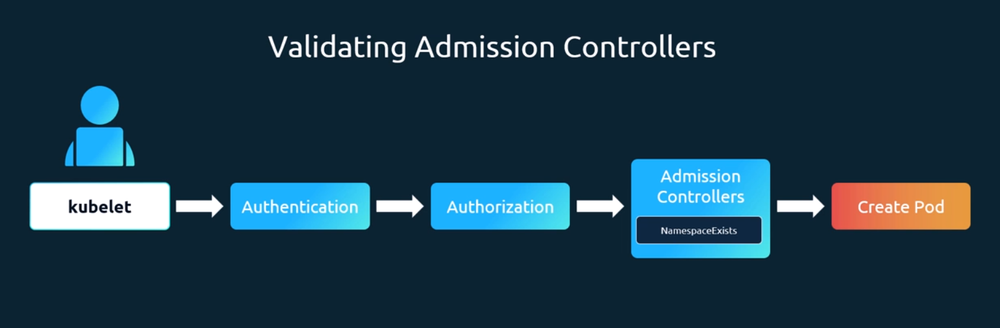 Validating Admission Controllers
kubelet
Authentication
Authorization
Admission
Controllers
NamespaceExists
Create Pod